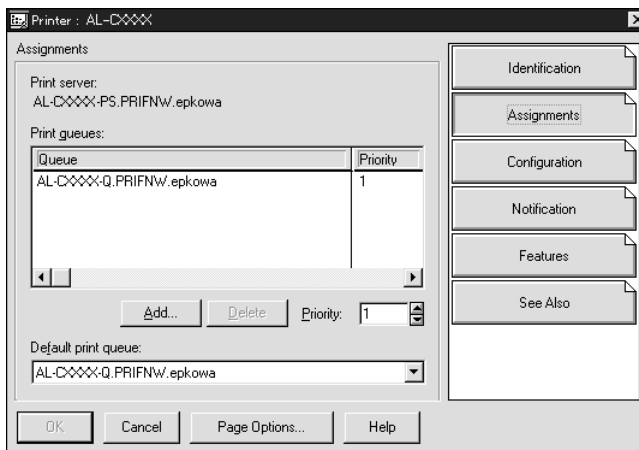 Printer : AL-CXXXX
Assignments
Print server:
AL-CXXXX-PS.PRIFNW.epkowa
Print queues:
Queue Priority
AL-CXXXX-Q.PRIFNW.epkowa 1
Add... Delete Priority: 1
Default print queue:
AL-CXXXX-Q.PRIFNW.epkowa
OK Cancel Page Options... Help
Identification
Assignments
Configuration
Notification
Features
See Also